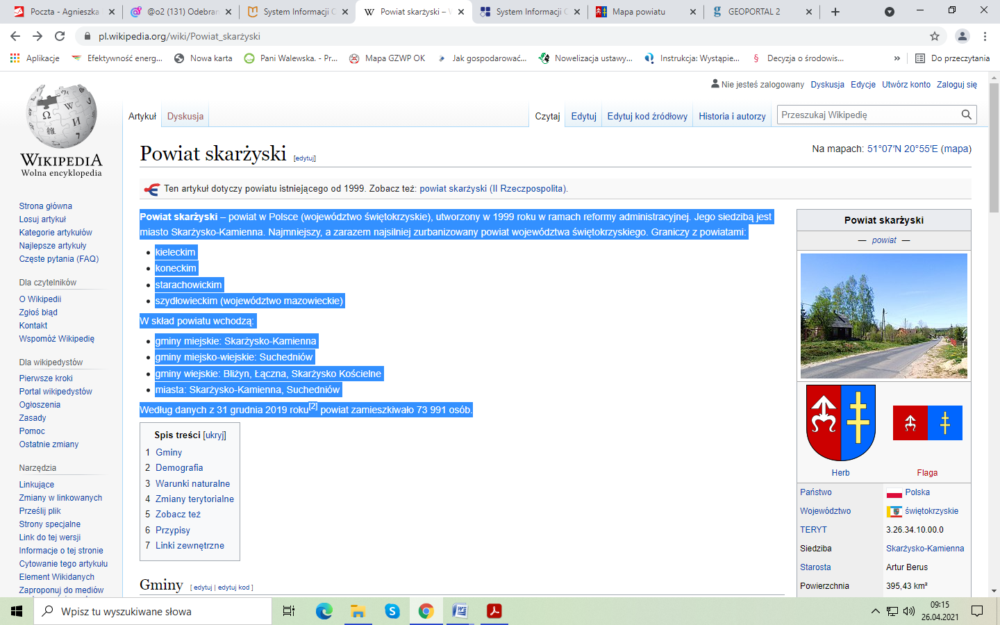 Poczta - Agnieszka
@o2 (131) Odebran
System Informacji O
Powiat skarżyski – W
System Informacji O
Mapa powiatu
GEOPORTAL 2
pl.wikipedia.org/wiki/Powiat_skarżyski
Aplikacje
Efektywność energ...
Nowa karta
Pani Walewska. - Pr...
Mapa GZWP OK
Jak gospodarować...
Nowelizacja ustawy...
Instrukcja: Wystąpie...
§ Decyzja o środowis...
»
Do przeczytania
Nie jesteś zalogowany Dyskusja Edycje Utwórz konto Zaloguj się
WIKIPEDIA
Wolna encyklopedia
Artykuł Dyskusja
Czytaj Edytuj Edytuj kod źródłowy Historia i autorzy
Przeszukaj Wikipedię
Strona główna
Losuj artykuł
Kategorie artykułów
Najlepsze artykuły
Częste pytania (FAQ)
Dla czytelników
O Wikipedii
Zgłoś błąd
Kontakt
Wspomóż Wikipedię
Dla wikipedystów
Pierwsze kroki
Portal wikipedystów
Ogłoszenia
Zasady
Pomoc
Ostatnie zmiany
Narzędzia
Linkujące
Zmiany w linkowanych
Prześlij plik
Strony specjalne
Link do tej wersji
Informacje o tej stronie
Cytowanie tego artykułu
Element Wikidanych
Zaproponuj do mediów
Powiat skarżyski [edytuj]
Na mapach: 51°07′N 20°55′E (mapa)
Ten artykuł dotyczy powiatu istniejącego od 1999. Zobacz też: powiat skarżyski (II Rzeczpospolita).
Powiat skarżyski – powiat w Polsce (województwo świętokrzyskie), utworzony w 1999 roku w ramach reformy administracyjnej. Jego siedzibą jest
miasto Skarżysko-Kamienna. Najmniejszy, a zarazem najsilniej zurbanizowany powiat województwa świętokrzyskiego. Graniczy z powiatami:
• kieleckim
• koneckim
• starachowickim
• szydłowieckim (województwo mazowieckie)
W skład powiatu wchodzą:
• gminy miejskie: Skarżysko-Kamienna
• gminy miejsko-wiejskie: Suchedniów
• gminy wiejskie: Bliżyn, Łączna, Skarżysko Kościelne
• miasta: Skarżysko-Kamienna, Suchedniów
Według danych z 31 grudnia 2019 roku[2] powiat zamieszkiwało 73 991 osób.
Spis treści [ukryj]
1 Gminy
2 Demografia
3 Warunki naturalne
4 Zmiany terytorialne
5 Zobacz też
6 Przypisy
7 Linki zewnętrzne
Gminy [ edytuj | edytuj kod ]
Powiat skarżyski
— powiat —
Herb Flaga
Państwo Polska
Województwo świętokrzyskie
TERYT 3.26.34.10.00.0
Siedziba Skarżysko-Kamienna
Starosta Artur Berus
Powierzchnia 395,43 km²
Wpisz tu wyszukiwane słowa
09:15
26.04.2021